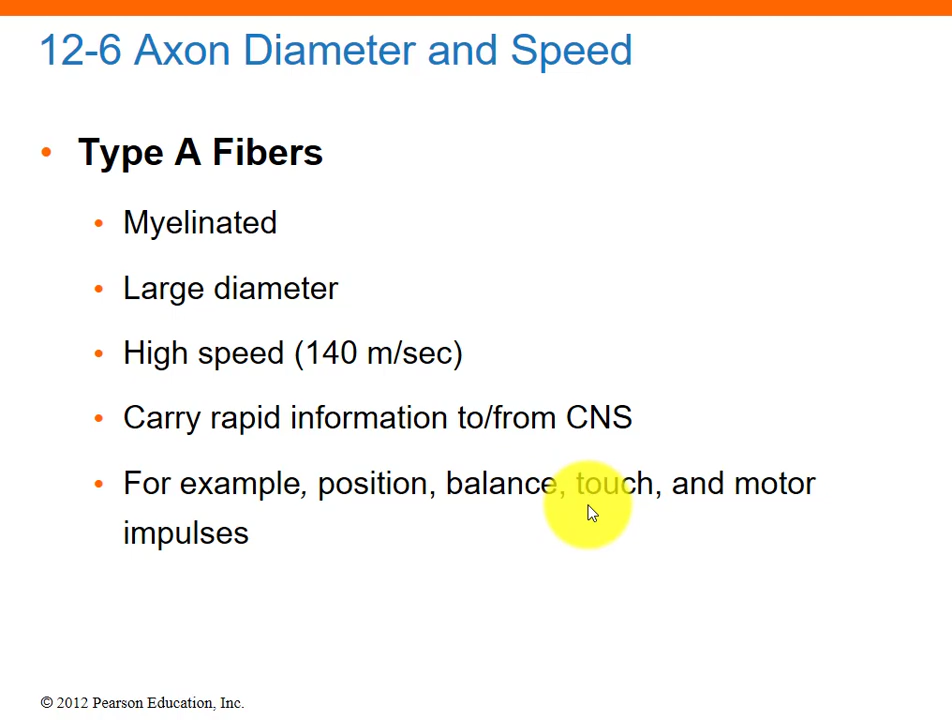 12-6 Axon Diameter and Speed
• Type A Fibers
• Myelinated
• Large diameter
• High speed (140 m/sec)
• Carry rapid information to/from CNS
• For example, position, balance, touch, and motor
impulses
© 2012 Pearson Education, Inc.